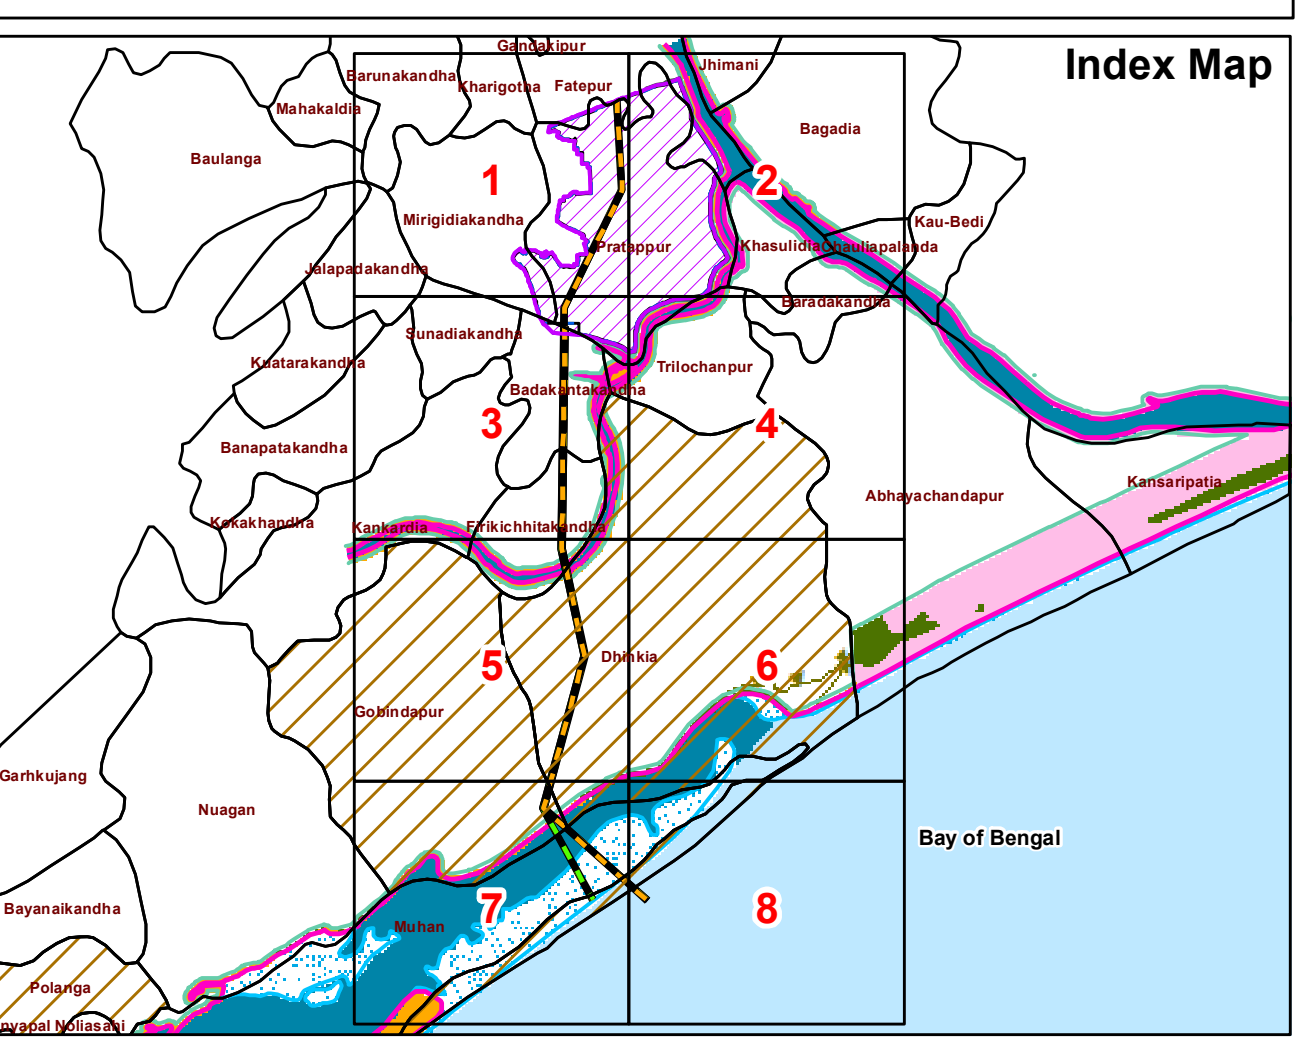 Index Map
Gandakipur
Jhimani
Barunakandha
Kharigotha
Fatepur
Mahakaldia
Bagadia
Baulanga
1
2
Mirigidiakandha
Kau-Bedi
Pratappur
Khasulidia
Chauliapalanda
Jalapadakandha
Baradakandha
Sunadiakandha
Kuatarakandha
Trilochanpur
Badakantakandha
3
4
Banapatakandha
Kansaripatia
Abhayachandapur
Kokakhandha
Kankardia
Firikichhitakandha
5
Dhinkia
6
Gobindapur
Garhkujang
Nuagan
Bay of Bengal
Bayanaikandha
7
8
Muhan
Polanga
nyapal Noliasahi